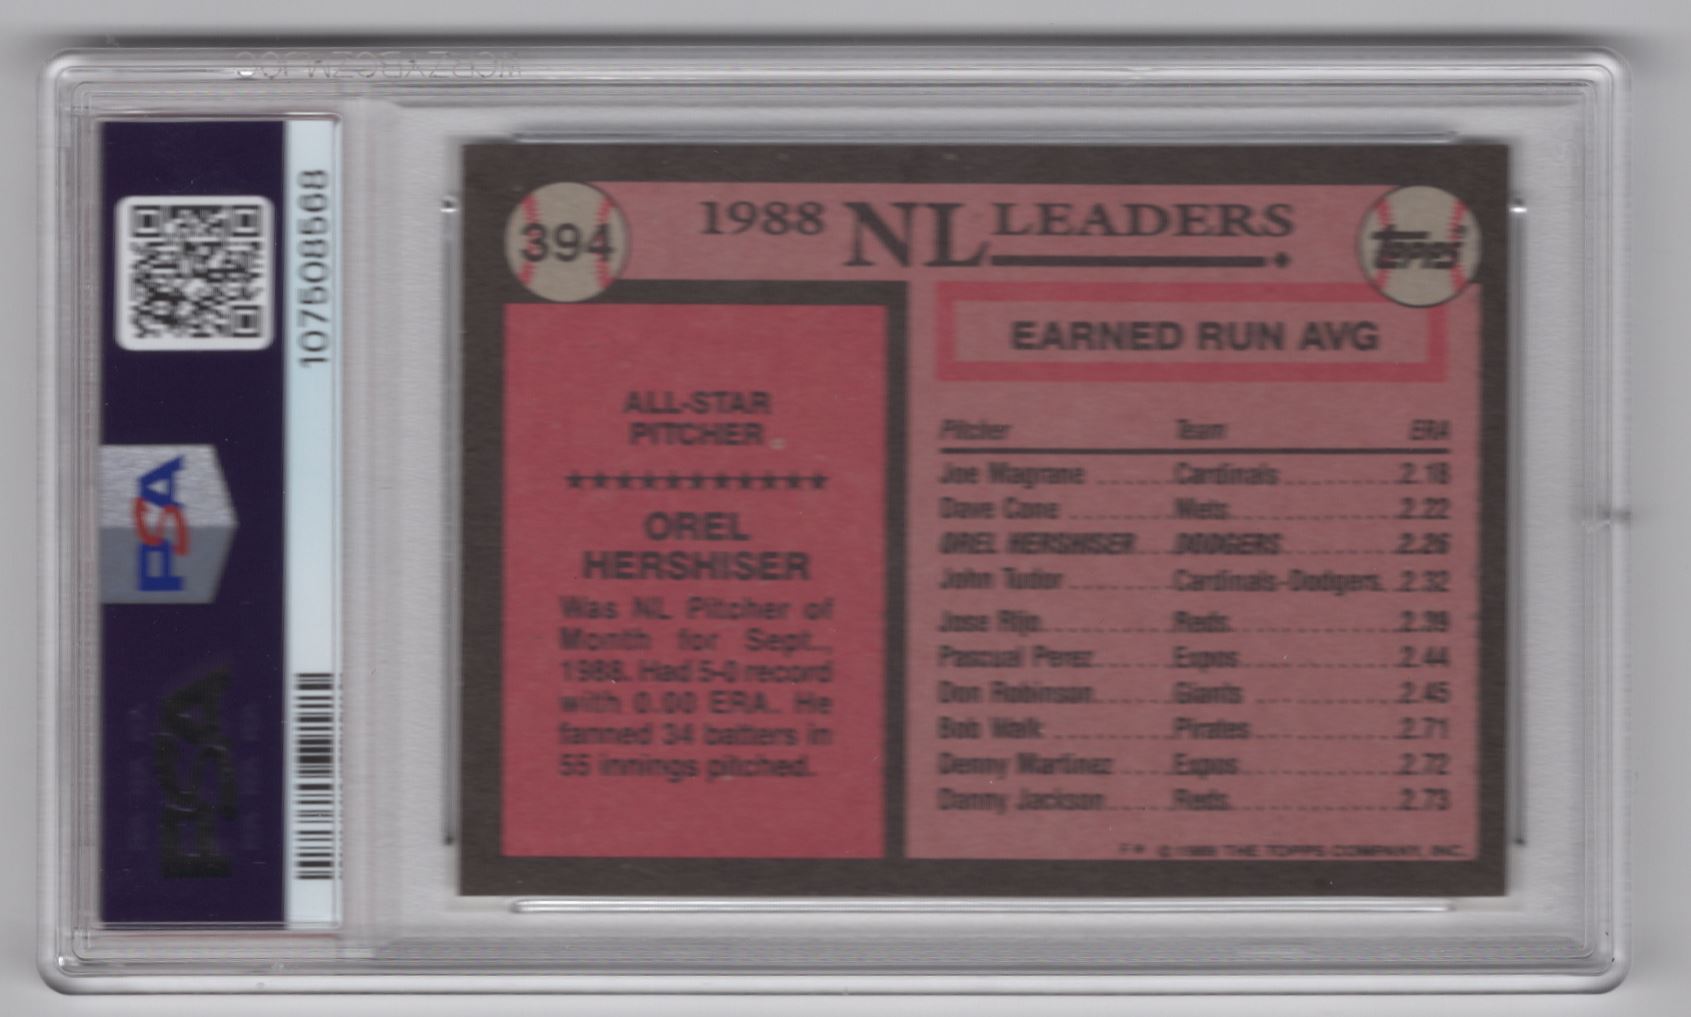 107508568
PSA
PSA
394
1988 NL LEADERS
TOPPS
EARNED RUN AVG
ALL-STAR
PITCHER
***********
OREL
HERSHISER
Was NL Pitcher of
Month for Sept.,
1988. Had 5-0 record
with 0.00 ERA. He
fanned 34 batters in
55 innings pitched.
Pitcher Team ERA
Joe Magrane ...... Cardinals ............ 2.18
Dave Cone ......... Mets ................. 2.22
OREL HERSHISER ... DODGERS ............. 2.26
John Tudor ......... Cardinals-Dodgers. . 2.32
Jose Rijo ........... Reds ................. 2.39
Pascual Perez ...... Expos ............... 2.44
Don Robinson ...... Giants .............. 2.45
Bob Walk ........... Pirates .............. 2.71
Denny Martinez .... Expos ............... 2.72
Danny Jackson ..... Reds ................. 2.73
F* © 1989 THE TOPPS COMPANY, INC.